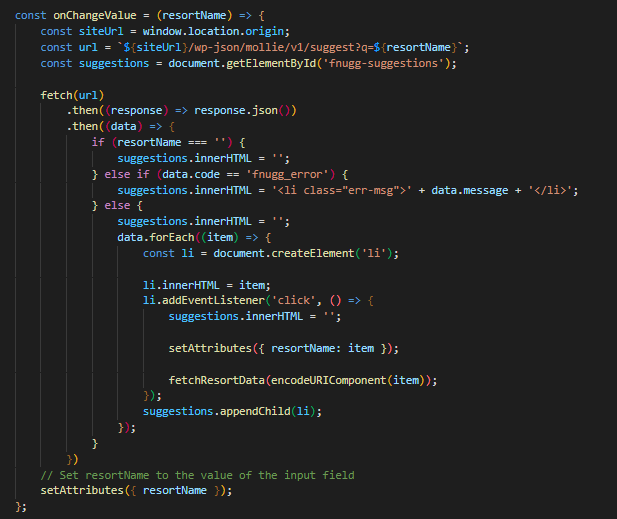 const onChangeValue = (resortName) => {
    const siteUrl = window.location.origin;
    const url = `${siteUrl}/wp-json/mollie/v1/suggest?q=${resortName}`;
    const suggestions = document.getElementById('fnugg-suggestions');

    fetch(url)
        .then((response) => response.json())
        .then((data) => {
            if (resortName === '') {
                suggestions.innerHTML = '';
            } else if (data.code == 'fnugg_error') {
                suggestions.innerHTML = '<li class="err-msg">' + data.message + '</li>';
            } else {
                suggestions.innerHTML = '';
                data.forEach((item) => {
                    const li = document.createElement('li');

                    li.innerHTML = item;
                    li.addEventListener('click', () => {
                        suggestions.innerHTML = '';

                        setAttributes({ resortName: item });

                        fetchResortData(encodeURIComponent(item));
                    });
                    suggestions.appendChild(li);
                });
            }
        })
    // Set resortName to the value of the input field
    setAttributes({ resortName });
};